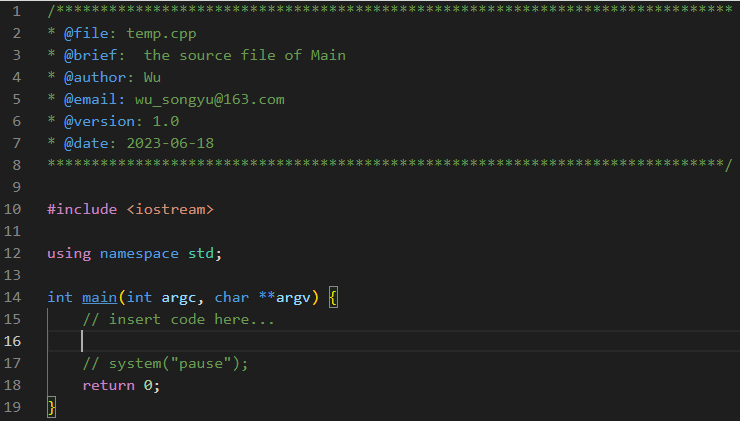 1 /*****************************************************************************
2 * @file: temp.cpp
3 * @brief:  the source file of Main
4 * @author: Wu
5 * @email: wu_songyu@163.com
6 * @version: 1.0
7 * @date: 2023-06-18
8 *****************************************************************************/
9
10 #include <iostream>
11
12 using namespace std;
13
14 int main(int argc, char **argv) {
15     // insert code here...
16
17     // system("pause");
18     return 0;
19 }